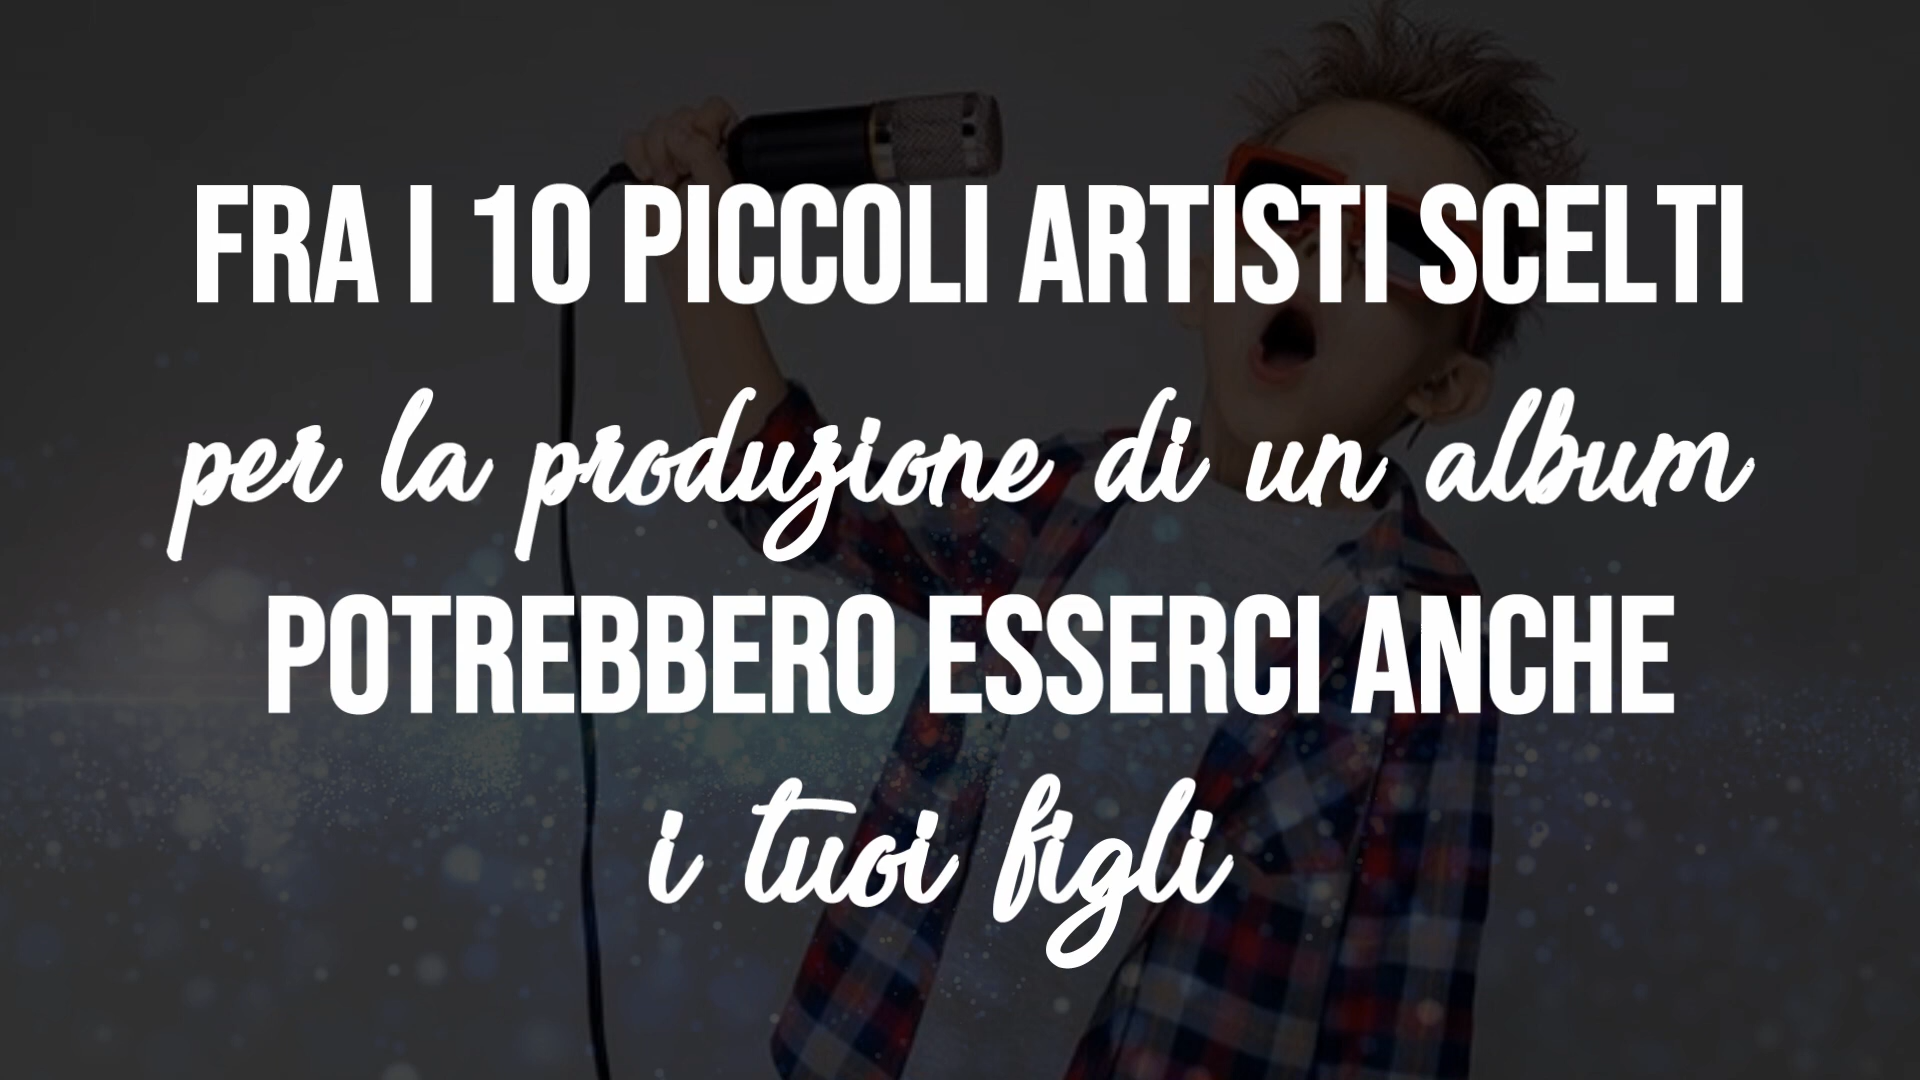 FRA I 10 PICCOLI ARTISTI SCELTI
per la produzione di un album
POTREBBERO ESSERCI ANCHE
i tuoi figli